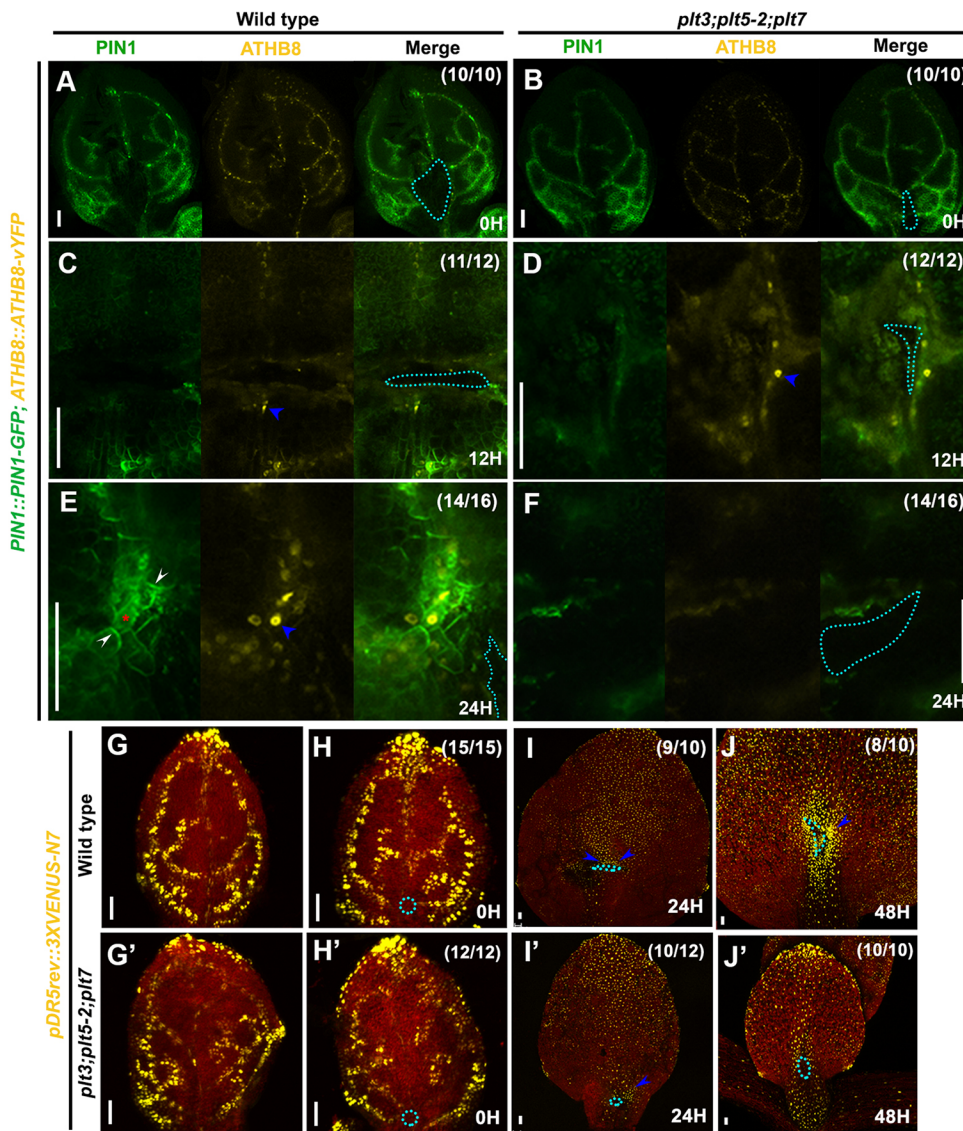 Wild type
plt3;plt5-2;plt7
PIN1 ATHB8 Merge
PIN1 ATHB8 Merge
PIN1::PIN1-GFP; ATHB8::ATHB8-vYFP
A (10/10) 0H
B (10/10) 0H
C (11/12) 12H
D (12/12) 12H
E (14/16) 24H
F (14/16) 24H
pDR5rev::3XVENUS-N7
Wild type
G
H (15/15) 0H
I (9/10) 24H
J (8/10) 48H
plt3;plt5-2;plt7
G'
H' (12/12) 0H
I' (10/12) 24H
J' (10/10) 48H